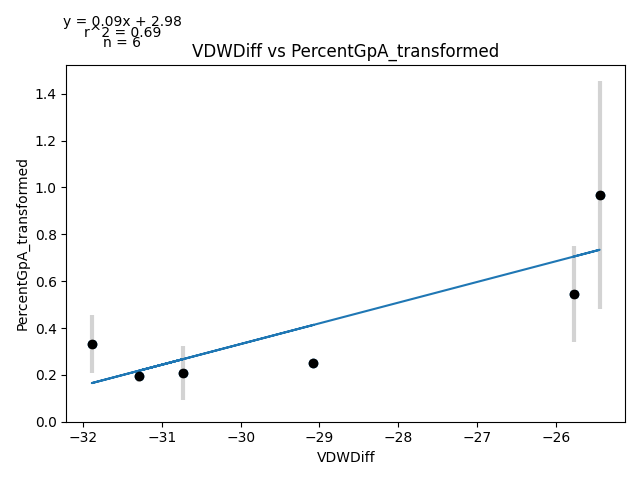 y = 0.09x + 2.98
r^2 = 0.69
n = 6
VDWDiff vs PercentGpA_transformed
PercentGpA_transformed
1.4
1.2
1.0
0.8
0.6
0.4
0.2
0.0
−32 −31 −30 −29 −28 −27 −26
VDWDiff